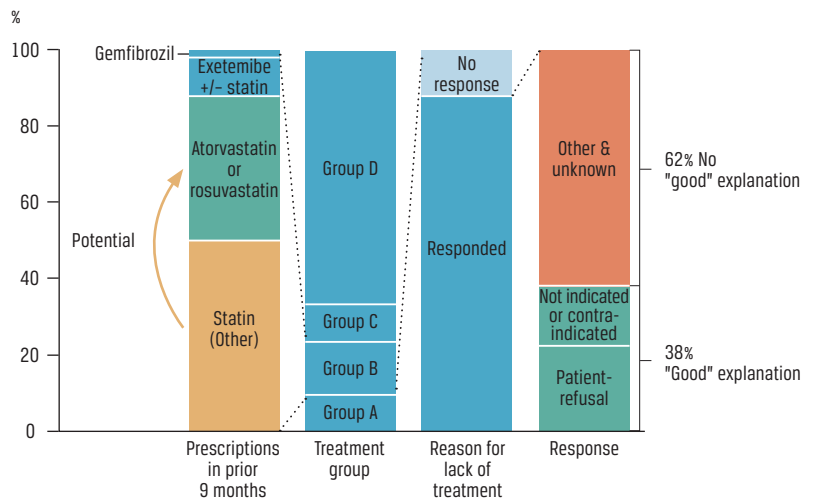 %
100
80
60
40
20
0
Gemfibrozil
Exetemibe
+/- statin
Atorvastatin
or
rosuvastatin
Potential
Statin
(Other)
Prescriptions
in prior
9 months
Group D
Group C
Group B
Group A
Treatment
group
No
response
Responded
Reason for
lack of
treatment
Other &
unknown
Not indicated
or contra-
indicated
Patient-
refusal
Response
62% No
"good" explanation
38%
"Good" explanation